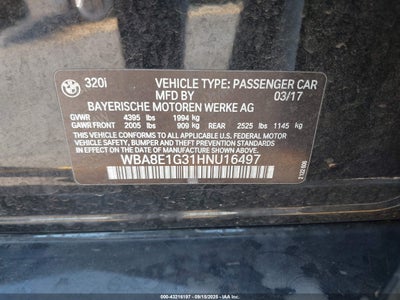 BMW
320i VEHICLE TYPE: PASSENGER CAR
MFD BY 03/17
BAYERISCHE MOTOREN WERKE AG
GVWR 4395 lbs 1994 kg
GAWR FRONT 2005 lbs 909 kg REAR 2525 lbs 1145 kg
THIS VEHICLE CONFORMS TO ALL APPLICABLE U.S. FEDERAL MOTOR
VEHICLE SAFETY, BUMPER, AND THEFT PREVENTION STANDARDS
IN EFFECT ON THE DATE OF MANUFACTURE SHOWN ABOVE.
WBA8E1G31HNU16497
000-43216197 - 09/15/2025 - IAA Inc.